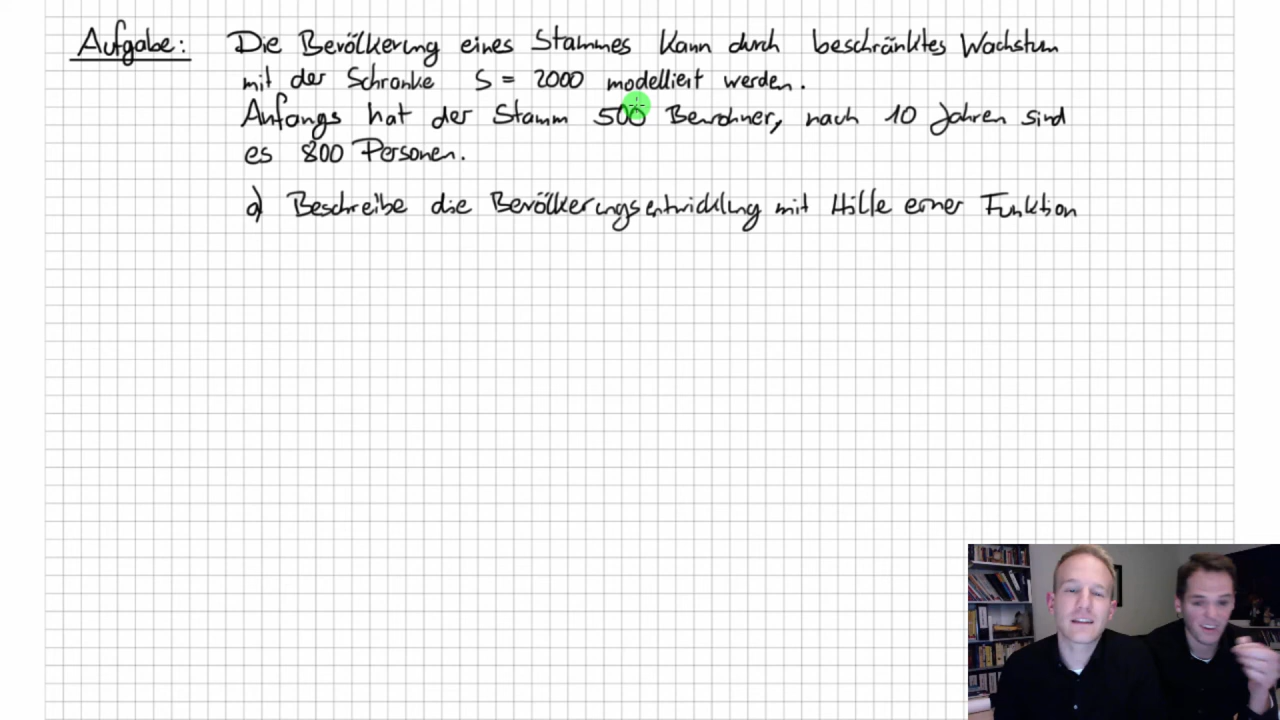 Aufgabe: Die Bevölkerung eines Stammes kann durch beschränktes Wachstum
mit der Schranke S = 2000 modelliert werden.
Anfangs hat der Stamm 500 Bewohner, nach 10 Jahren sind
es 800 Personen.
a) Beschreibe die Bevölkerungsentwicklung mit Hilfe einer Funktion